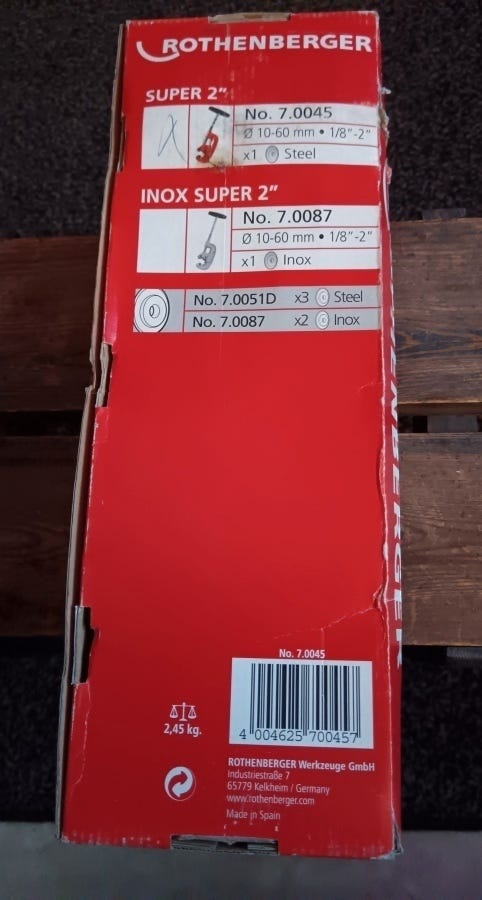 ROTHENBERGER
SUPER 2"
No. 7.0045
Ø 10-60 mm • 1/8"-2"
x1 Steel
INOX SUPER 2"
No. 7.0087
Ø 10-60 mm • 1/8"-2"
x1 Inox
No. 7.0051D x3 Steel
No. 7.0087 x2 Inox
No. 7.0045
4 004625 700457
2,45 kg.
ROTHENBERGER Werkzeuge GmbH
Industriestraße 7
65779 Kelkheim / Germany
www.rothenberger.com
Made in Spain